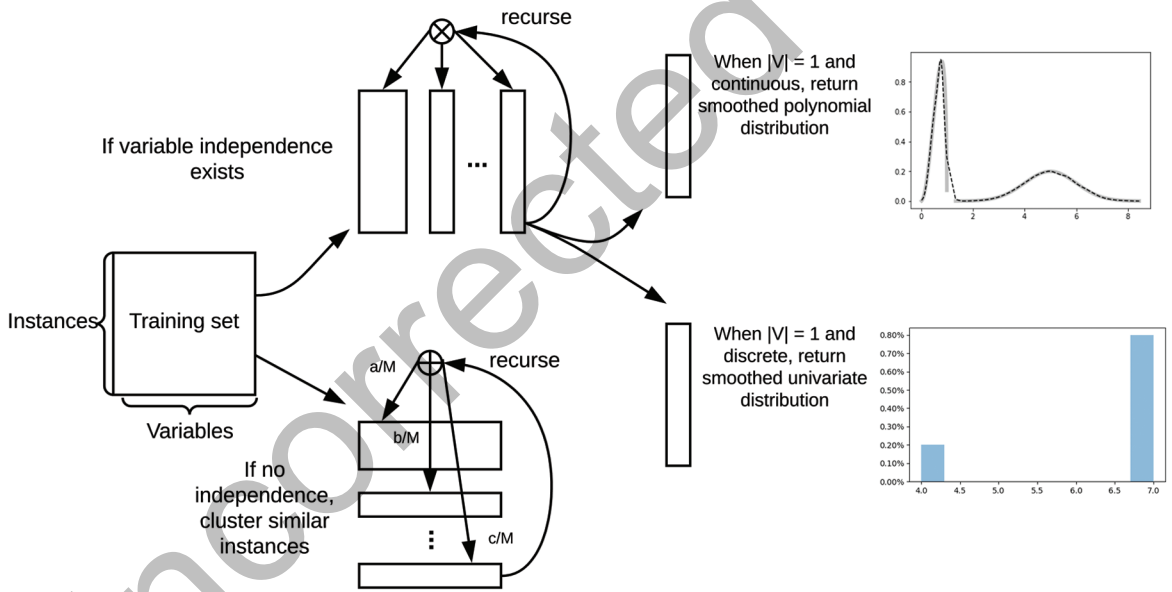 recurse
If variable independence
exists
...
When |V| = 1 and
continuous, return
smoothed polynomial
distribution
0.8
0.6
0.4
0.2
0.0
0 2 4 6 8
Instances
Training set
Variables
recurse
a/M
b/M
c/M
If no
independence,
cluster similar
instances
When |V| = 1 and
discrete, return
smoothed univariate
distribution
0.80%
0.70%
0.60%
0.50%
0.40%
0.30%
0.20%
0.10%
0.00%
4.0 4.5 5.0 5.5 6.0 6.5 7.0
ncorrected